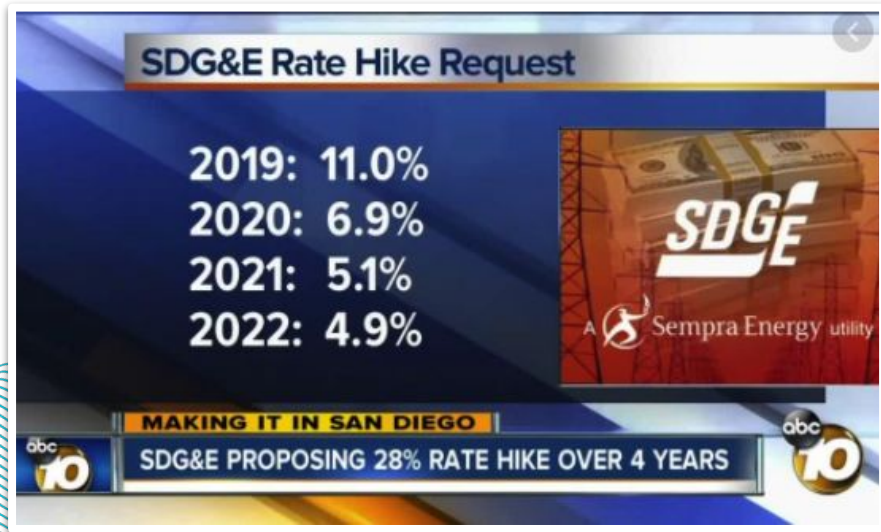 SDG&E Rate Hike Request
2019: 11.0%
2020: 6.9%
2021: 5.1%
2022: 4.9%
SDGE
A Sempra Energy utility
MAKING IT IN SAN DIEGO
SDG&E PROPOSING 28% RATE HIKE OVER 4 YEARS
abc
10
abc
10